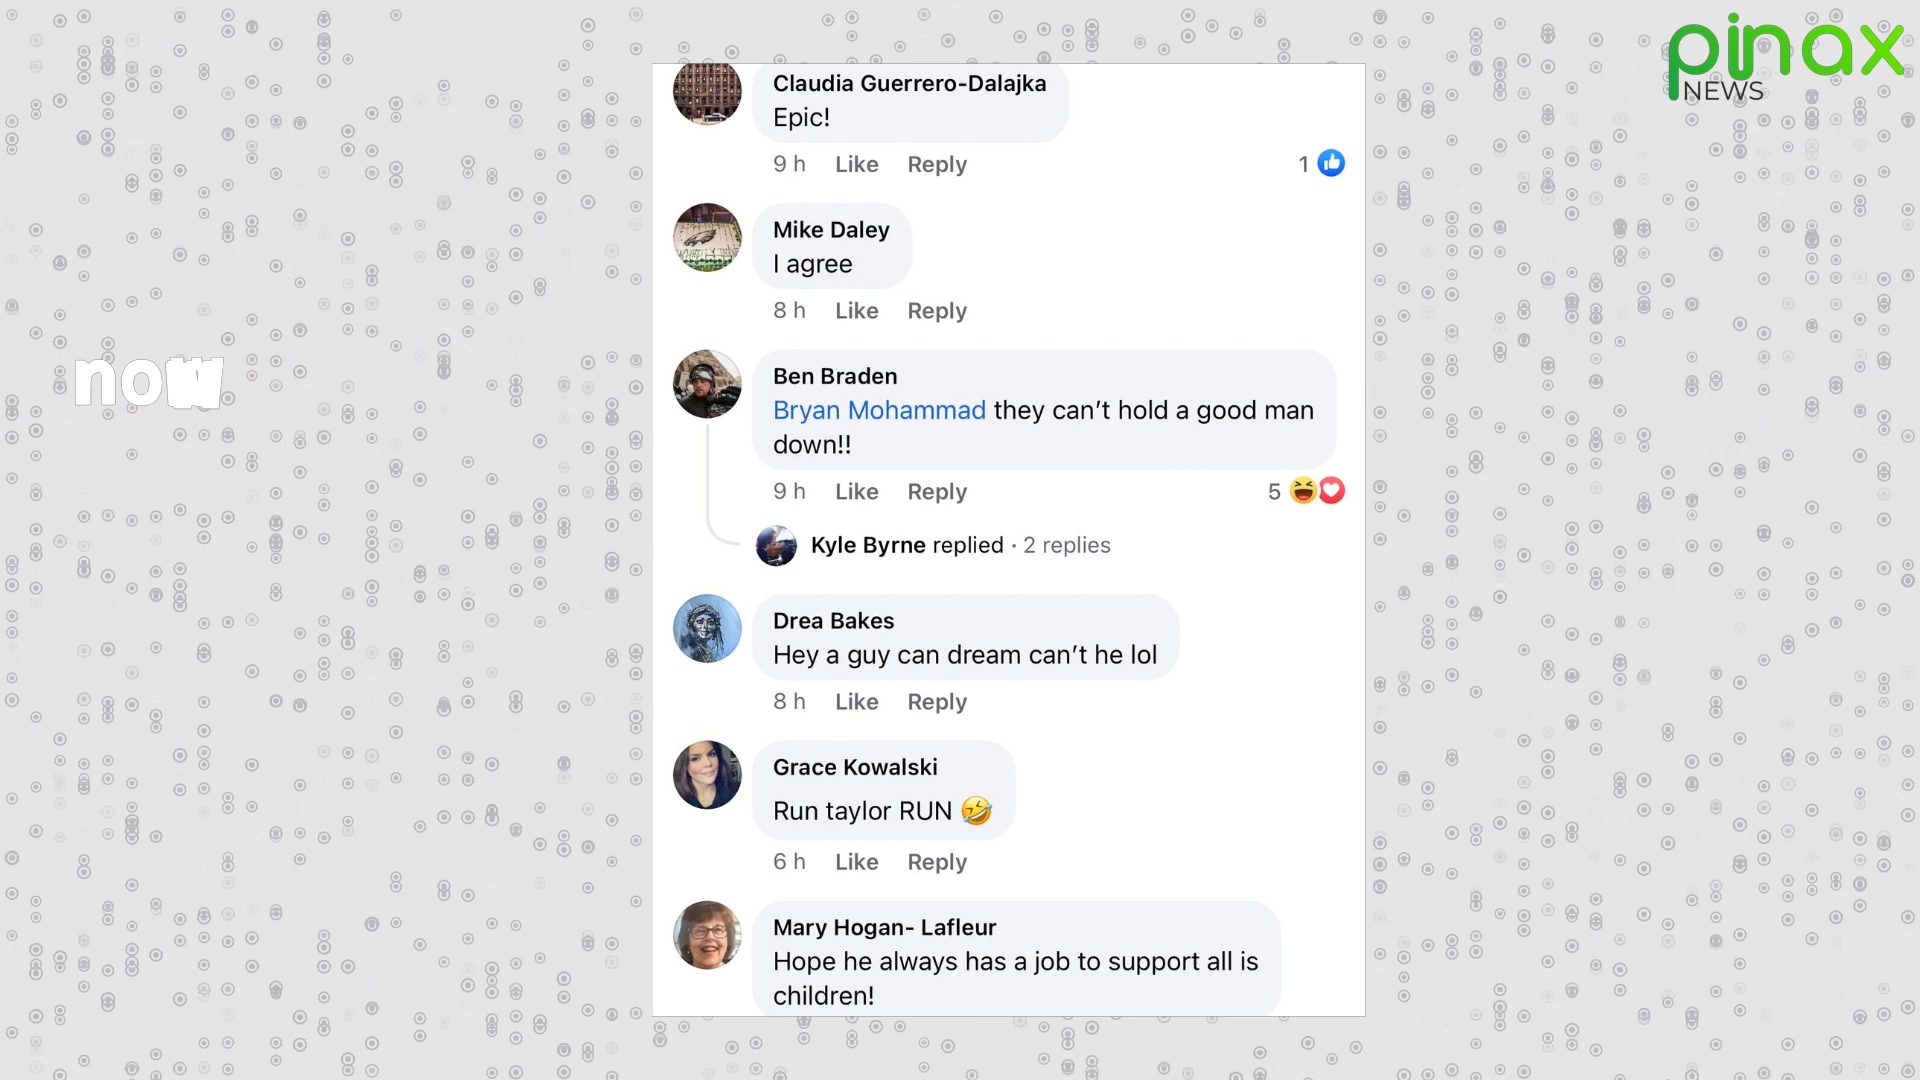 pinax
NEWS
now
Claudia Guerrero-Dalajka
Epic!
9 h Like Reply 1
Mike Daley
I agree
8 h Like Reply
Ben Braden
Bryan Mohammad they can’t hold a good man
down!!
9 h Like Reply 5
Kyle Byrne replied · 2 replies
Drea Bakes
Hey a guy can dream can’t he lol
8 h Like Reply
Grace Kowalski
Run taylor RUN 🤣
6 h Like Reply
Mary Hogan- Lafleur
Hope he always has a job to support all is
children!